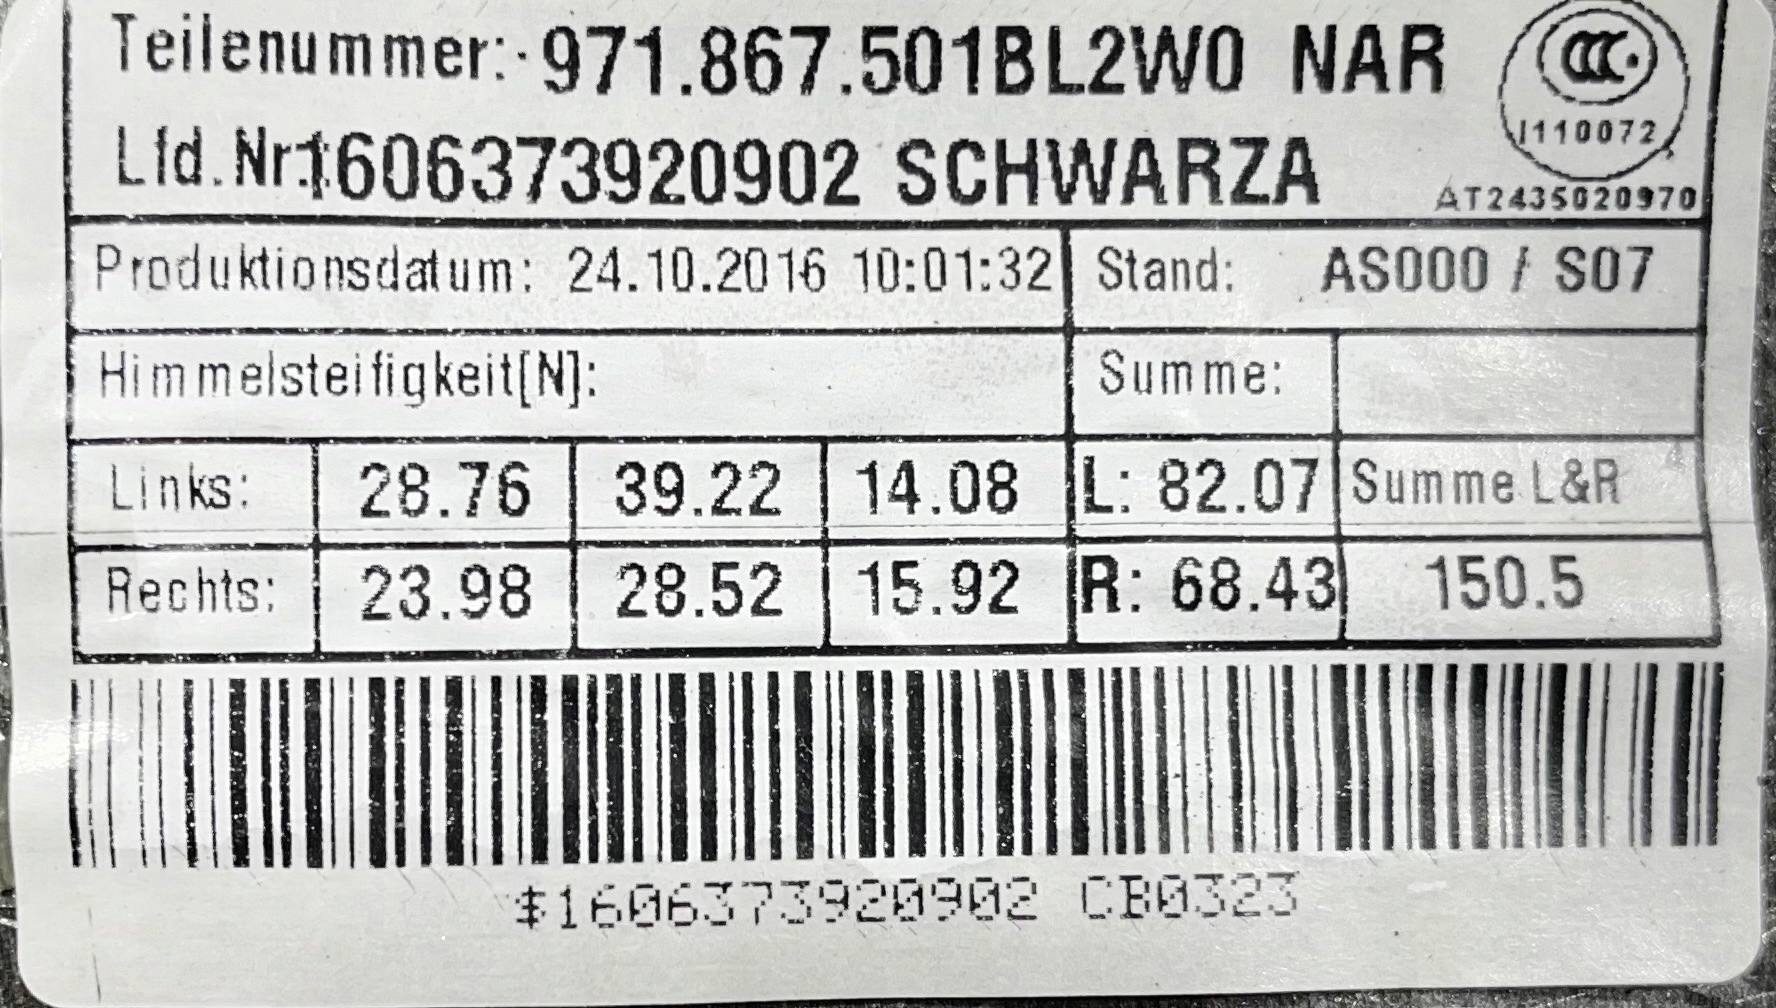 Teilenummer: 971.867.501BL2W0 NAR
CCC
I110072
Lfd.Nr:1606373920902 SCHWARZA
AT2435020970
Produktionsdatum: 24.10.2016 10:01:32 Stand: AS000 / S07
Himmelsteifigkeit[N]: Summe:
Links: 28.76 39.22 14.08 L: 82.07 Summe L&R
Rechts: 23.98 28.52 15.92 R: 68.43 150.5
$1606373920902 CB0323